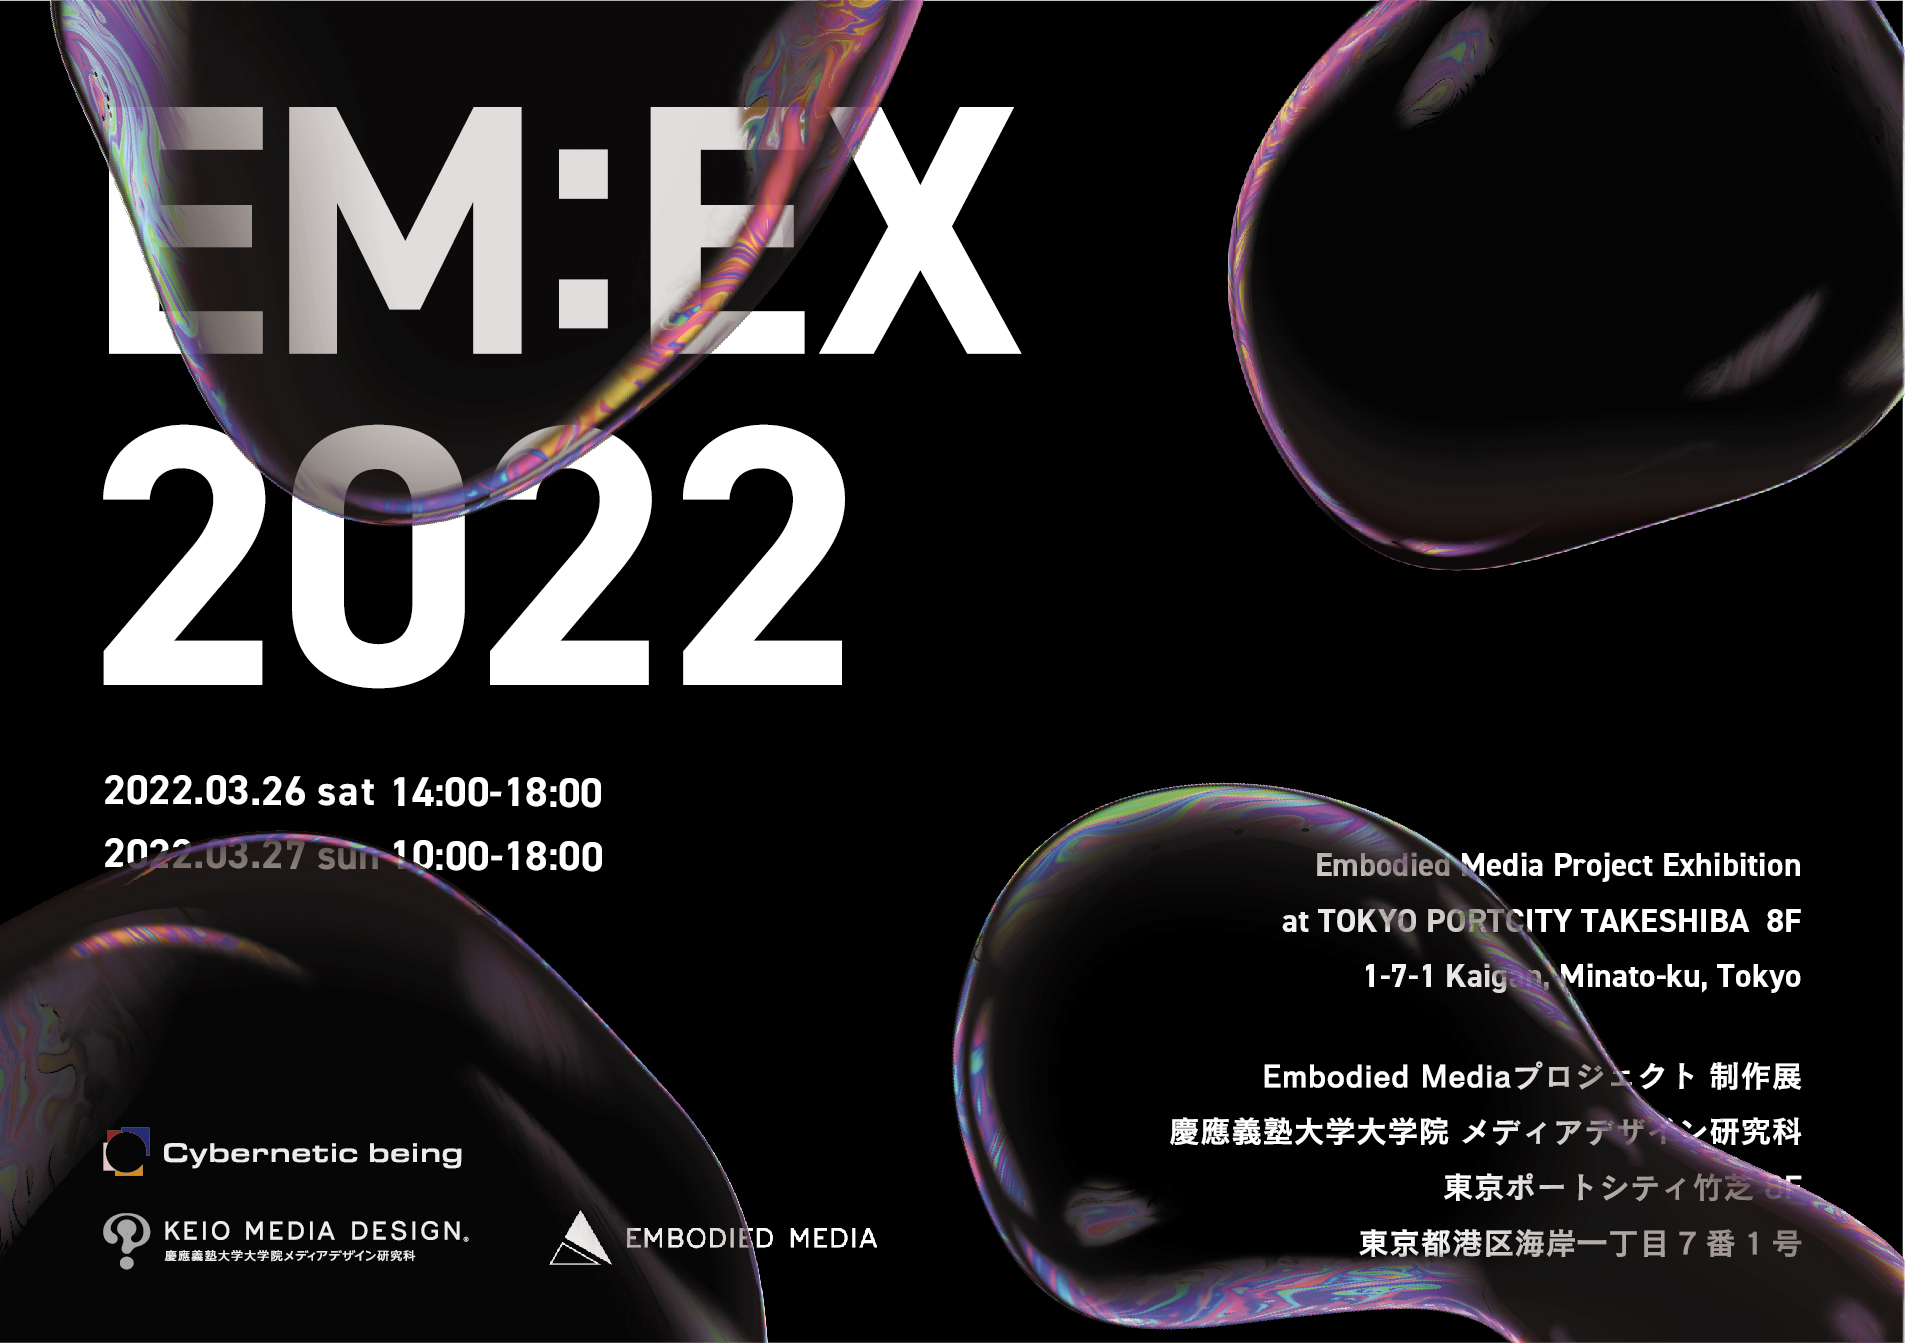 EM:EX
2022
2022.03.26 sat 14:00-18:00
2022.03.27 sun 10:00-18:00
Embodied Media Project Exhibition
at TOKYO PORTCITY TAKESHIBA 8F
1-7-1 Kaigan, Minato-ku, Tokyo
Embodied Mediaプロジェクト 制作展
慶應義塾大学大学院 メディアデザイン研究科
東京ポートシティ竹芝 8F
東京都港区海岸一丁目7番1号
Cybernetic being
KEIO MEDIA DESIGN®
慶應義塾大学大学院メディアデザイン研究科
EMBODIED MEDIA